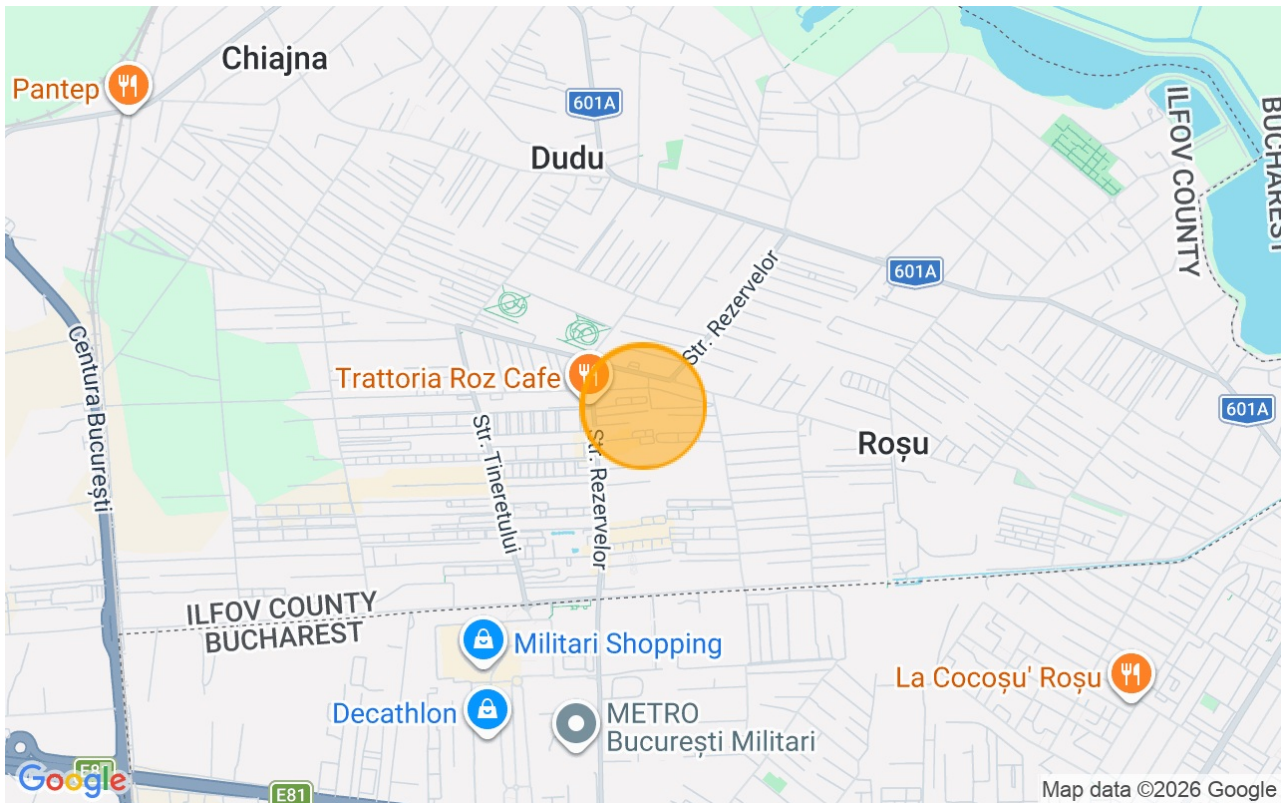 Chiajna
Pantep
601A
Dudu
ILFOV COUNTY
BUCHAREST
601A
Str. Rezervelor
Centura București
Trattoria Roz Cafe
601A
Str. Tineretului
Str. Rezervelor
Roșu
ILFOV COUNTY
BUCHAREST
Militari Shopping
La Cocoșu' Roșu
Decathlon
METRO
București Militari
Google
E81
Map data ©2026 Google